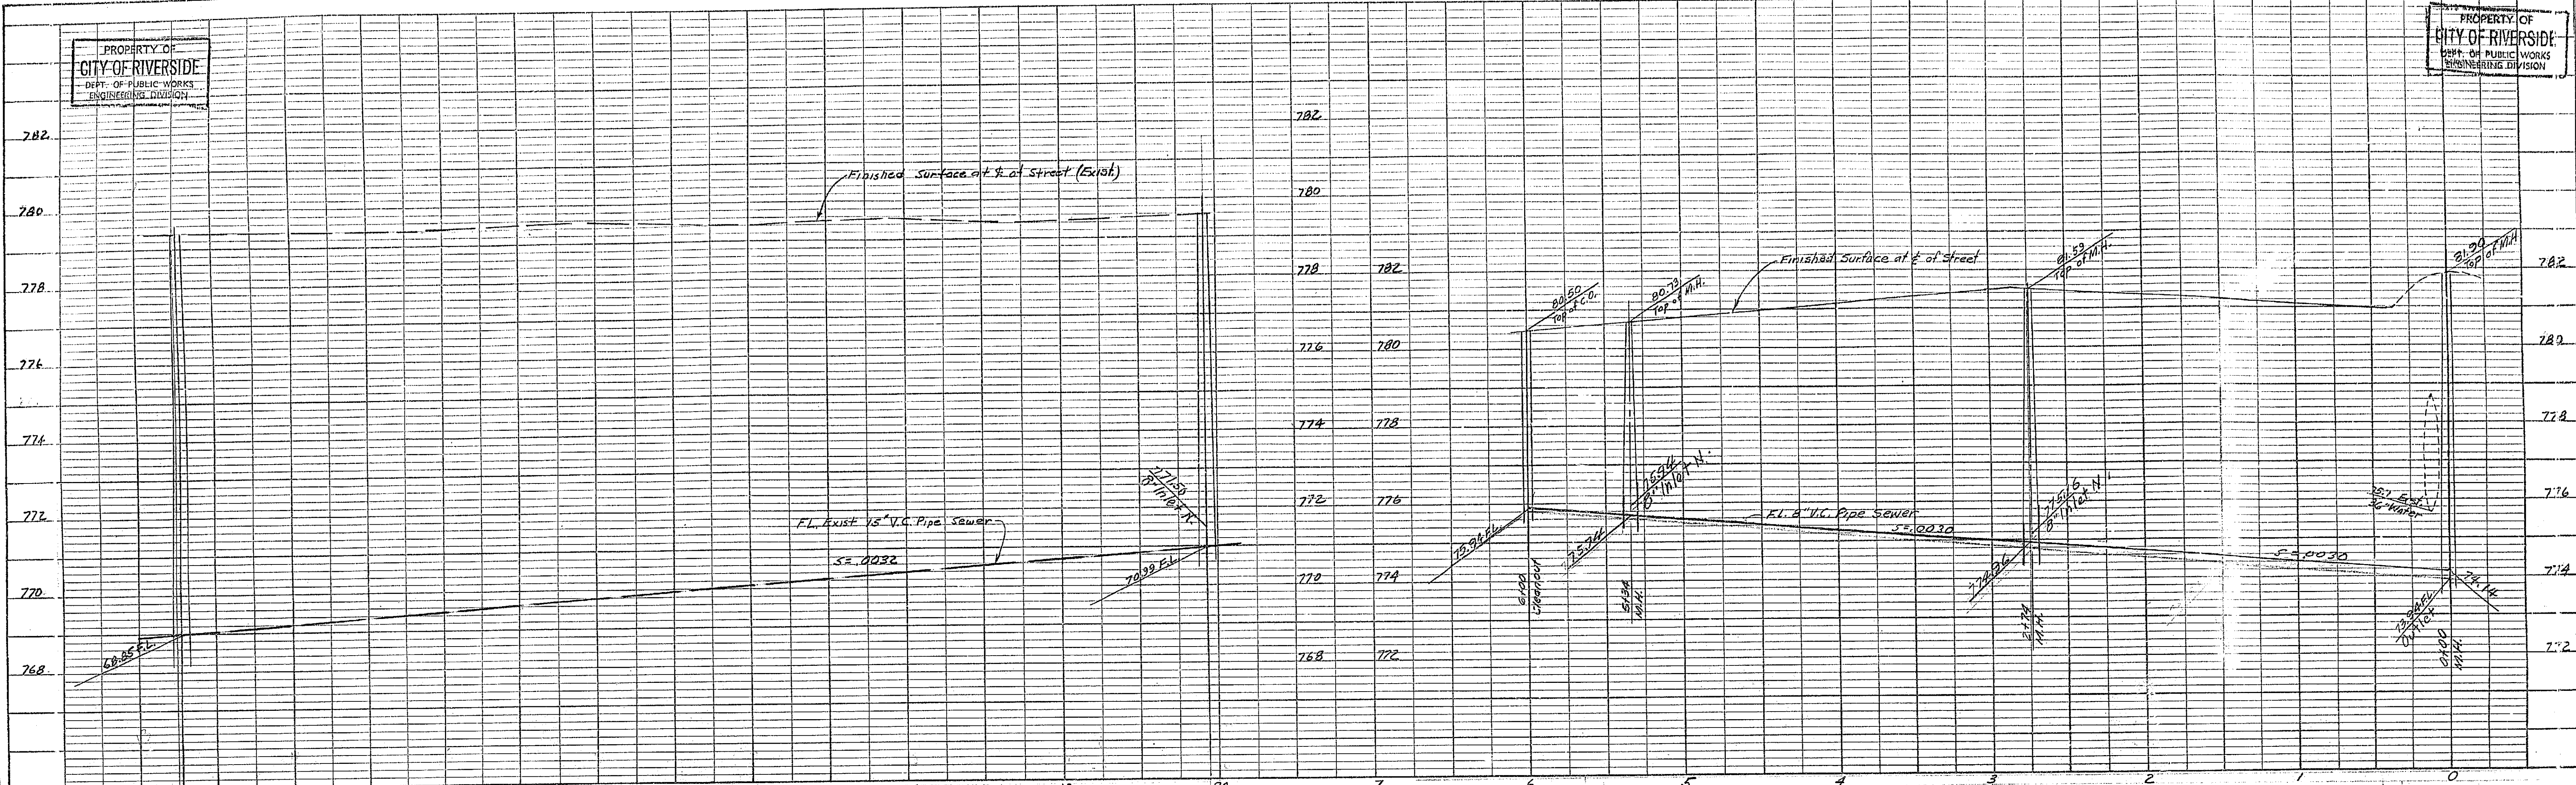 PROPERTY OF
CITY OF RIVERSIDE
DEPT. OF PUBLIC WORKS
ENGINEERING DIVISION
PROPERTY OF
CITY OF RIVERSIDE
DEPT. OF PUBLIC WORKS
ENGINEERING DIVISION
782
780
778
776
774
772
770
768
Finished Surface at ℄ of Street (Exist.)
F.L. Exist 15" V.C. Pipe Sewer
S=.0032
68.85 F.L.
771.50
8" Inlet N.
70.99 F.L.
782
780
778
776
774
772
770
768
782
780
778
776
774
772
80.50
Top of C.O.
80.73
Top of M.H.
Finished Surface at ℄ of Street
81.59
Top of M.H.
81.90
Top of M.H
75.94 F.L.
6+00
Cleanout
75.74
8" Inlet N.
5+34
M.H.
F.L. 8" V.C. Pipe Sewer
S=.0030
774.96
775.16
8" Inlet N.
2+74
M.H.
S=.0030
36" Water
73.94 F.L.
Outlet
74.14
0+00
M.H.
782
780
778
776
774
772
7
6
5
4
3
2
1
0